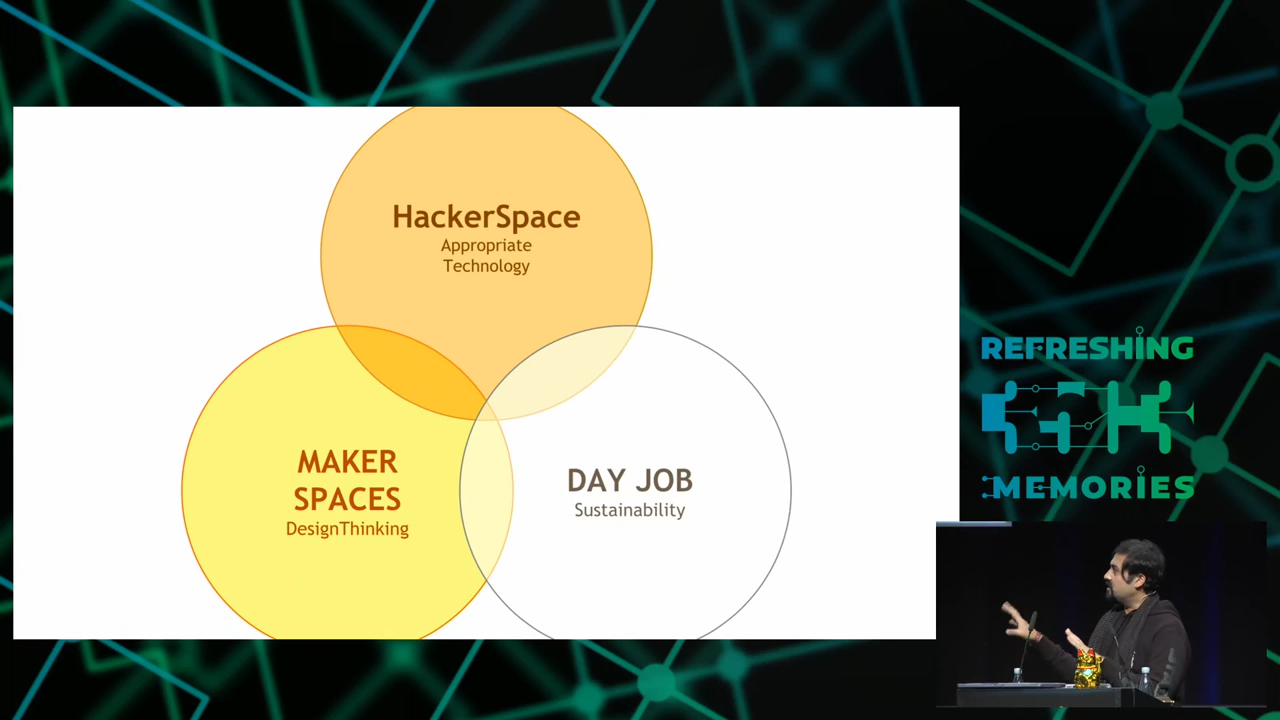 HackerSpace
Appropriate
Technology
MAKER
SPACES
DesignThinking
DAY JOB
Sustainability
REFRESHING
MEMORIES